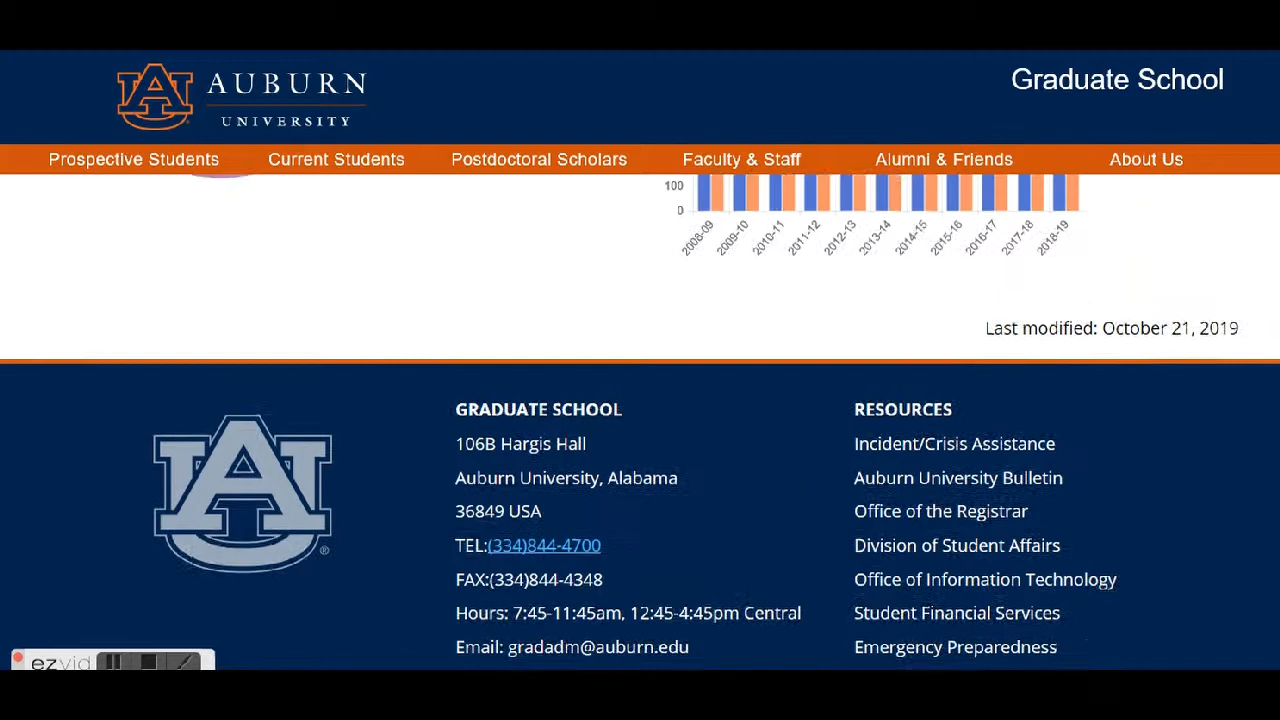 AUBURN
UNIVERSITY
Graduate School
Prospective Students
Current Students
Postdoctoral Scholars
Faculty & Staff
Alumni & Friends
About Us
100
0
2008-09
2009-10
2010-11
2011-12
2012-13
2013-14
2014-15
2015-16
2016-17
2017-18
2018-19
Last modified: October 21, 2019
AU
®
GRADUATE SCHOOL
106B Hargis Hall
Auburn University, Alabama
36849 USA
TEL:(334)844-4700
FAX:(334)844-4348
Hours: 7:45-11:45am, 12:45-4:45pm Central
Email: gradadm@auburn.edu
RESOURCES
Incident/Crisis Assistance
Auburn University Bulletin
Office of the Registrar
Division of Student Affairs
Office of Information Technology
Student Financial Services
Emergency Preparedness
ezvid